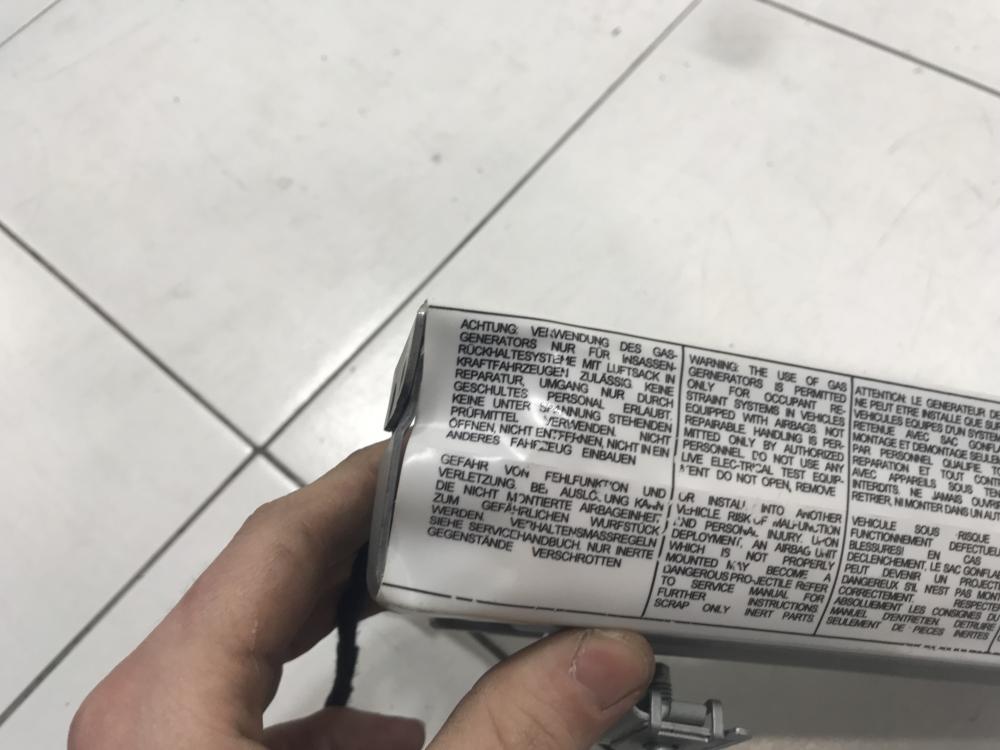 ACHTUNG: VERWENDUNG DES GAS-
GENERATORS NUR FÜR INSASSEN-
RÜCKHALTESYSTEME MIT LUFTSACK IN
KRAFTFAHRZEUGEN ZULÄSSIG KEINE
REPARATUR, UMGANG NUR DURCH
GESCHULTES PERSONAL ERLAUBT.
KEINE UNTER SPANNUNG STEHENDEN
PRÜFMITTEL VERWENDEN. NICHT
ÖFFNEN, NICHT ENTFERNEN, NICHT IN EIN
ANDERES FAHRZEUG EINBAUEN
GEFAHR VON FEHLFUNKTION UND
VERLETZUNG. BEI AUSLÖSUNG KANN
DIE NICHT MONTIERTE AIRBAGEINHEIT
ZUM GEFÄHRLICHEN WURFSTÜCK
WERDEN. VERHALTENSMASSREGELN
SIEHE SERVICEHANDBUCH. NUR INERTE
GEGENSTÄNDE VERSCHROTTEN
WARNING: THE USE OF GAS
GERNERATORS IS PERMITTED
ONLY FOR OCCUPANT RE-
STRAINT SYSTEMS IN VEHICLES
EQUIPPED WITH AIRBAGS NOT
REPAIRABLE. HANDLING IS PER-
MITTED ONLY BY AUTHORIZED
PERSONNEL. DO NOT USE ANY
LIVE ELECTRICAL TEST EQUIP-
MENT DO NOT OPEN, REMOVE
OR INSTALL INTO ANOTHER
VEHICLE RISK OF MALFUNCTION
AND PERSONAL INJURY. UPON
DEPLOYMENT, AN AIRBAG UNIT
WHICH IS NOT PROPERLY
MOUNTED MAY BECOME A
DANGEROUS PROJECTILE REFER
TO SERVICE MANUAL FOR
FURTHER INSTRUCTIONS
SCRAP ONLY INERT PARTS
ATTENTION: LE GENERATEUR DE
NE PEUT ETRE INSTALLE QUE
VEHICULES EQUIPES D'UN SYSTEM
RETENUE AVEC SAC GONFL
MONTAGE ET DEMONTAGE SEULE
PAR PERSONNEL QUALIFIE.
REPARATION ET TOUT CONT
AVEC APPAREILS SOUS TEN
INTERDITS. NE JAMAIS OUVR
RETIRER, NI MONTER DANS UN AUT
VEHICULE SOUS RISQUE
FONCTIONNEMENT DEFECTUEU
BLESSURES! EN CAS
DECLENCHEMENT, LE SAC GONFLA
PEUT DEVENIR UN PROJECT
DANGEREUX S'IL N'EST PAS MONT
CORRECTEMENT. RESPECTE
ABSOLUEMENT LES CONSIGNES DU
MANUEL D'ENTRETIEN. DETRUIRE
SEULEMENT DE PIECES INERTES